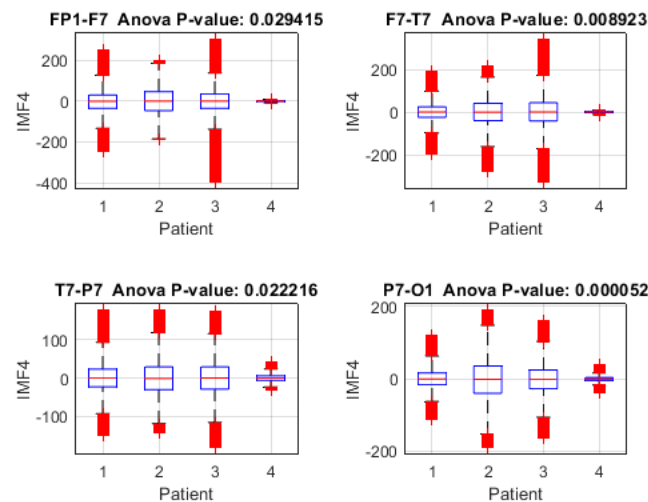 FP1-F7 Anova P-value: 0.029415
IMF4
200
0
-200
-400
1 2 3 4
Patient
F7-T7 Anova P-value: 0.008923
IMF4
200
0
-200
1 2 3 4
Patient
T7-P7 Anova P-value: 0.022216
IMF4
100
0
-100
1 2 3 4
Patient
P7-O1 Anova P-value: 0.000052
IMF4
200
0
-200
1 2 3 4
Patient